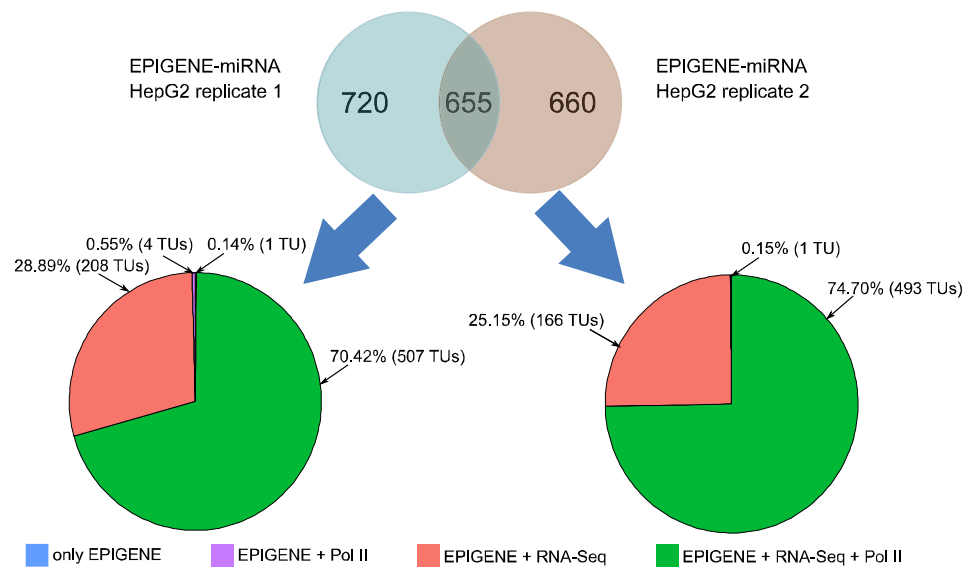 EPIGENE-miRNA
HepG2 replicate 1
720
655
660
EPIGENE-miRNA
HepG2 replicate 2
0.55% (4 TUs)
0.14% (1 TU)
28.89% (208 TUs)
70.42% (507 TUs)
0.15% (1 TU)
74.70% (493 TUs)
25.15% (166 TUs)
only EPIGENE
EPIGENE + Pol II
EPIGENE + RNA-Seq
EPIGENE + RNA-Seq + Pol II